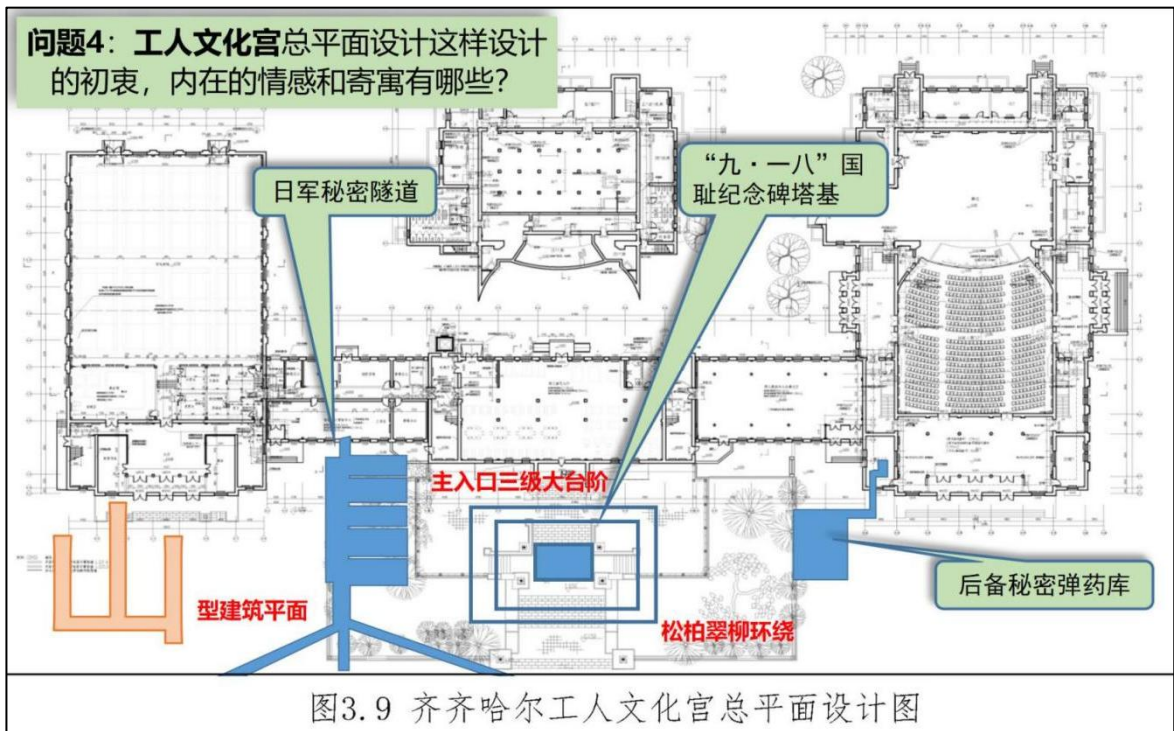 问题4：工人文化宫总平面设计这样设计
的初衷，内在的情感和寄寓有哪些？
日军秘密隧道
“九·一八”国
耻纪念碑塔基
主入口三级大台阶
后备秘密弹药库
型建筑平面
松柏翠柳环绕
图3.9 齐齐哈尔工人文化宫总平面设计图